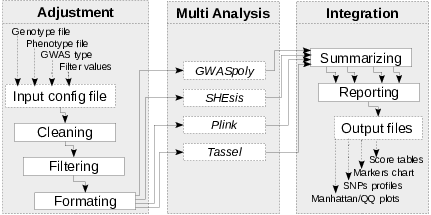 Adjustment
Genotype file
Phenotype file
GWAS type
Filter values
Input config file
Cleaning
Filtering
Formating
Multi Analysis
GWASpoly
SHEsis
Plink
Tassel
Integration
Summarizing
Reporting
Output files
Score tables
Markers chart
SNPs profiles
Manhattan/QQ plots